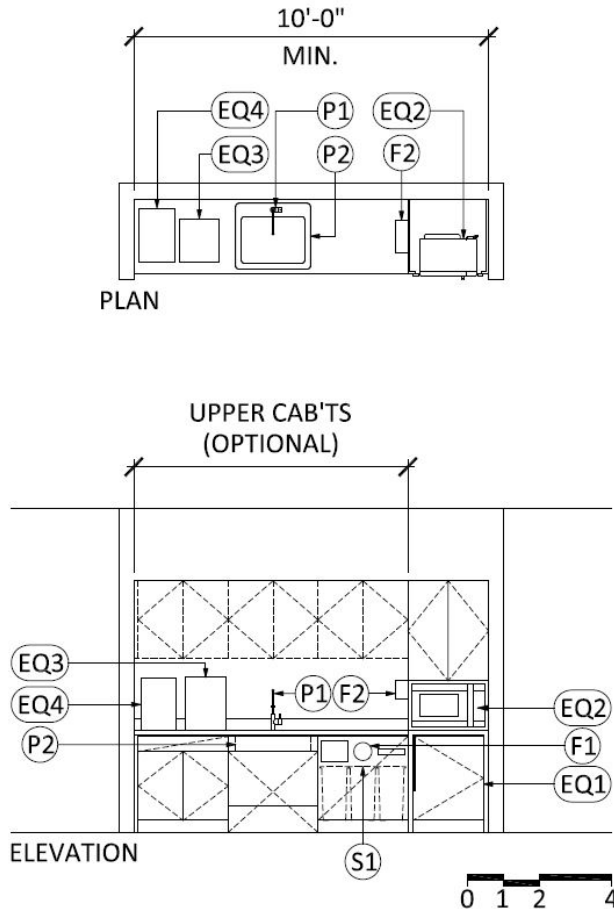 10'-0"
MIN.
EQ4 P1 EQ2
EQ3 P2 F2
PLAN
UPPER CAB'TS
(OPTIONAL)
EQ3
EQ4 P1 F2 EQ2
P2 F1
EQ1
ELEVATION S1
0 1 2 4